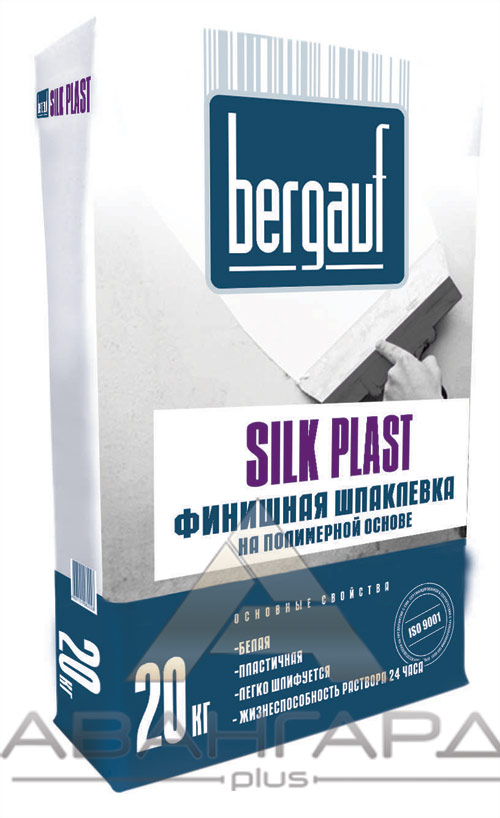 bergauf SILK PLAST
bergauf
SILK PLAST
ФИНИШНАЯ ШПАКЛЕВКА
НА ПОЛИМЕРНОЙ ОСНОВЕ
ОСНОВНЫЕ СВОЙСТВА
-БЕЛАЯ
-ПЛАСТИЧНАЯ
-ЛЕГКО ШЛИФУЕТСЯ
-ЖИЗНЕСПОСОБНОСТЬ РАСТВОРА 24 ЧАСА
20 КГ
20 КГ
ISO 9001
АВАНГАРД
plus